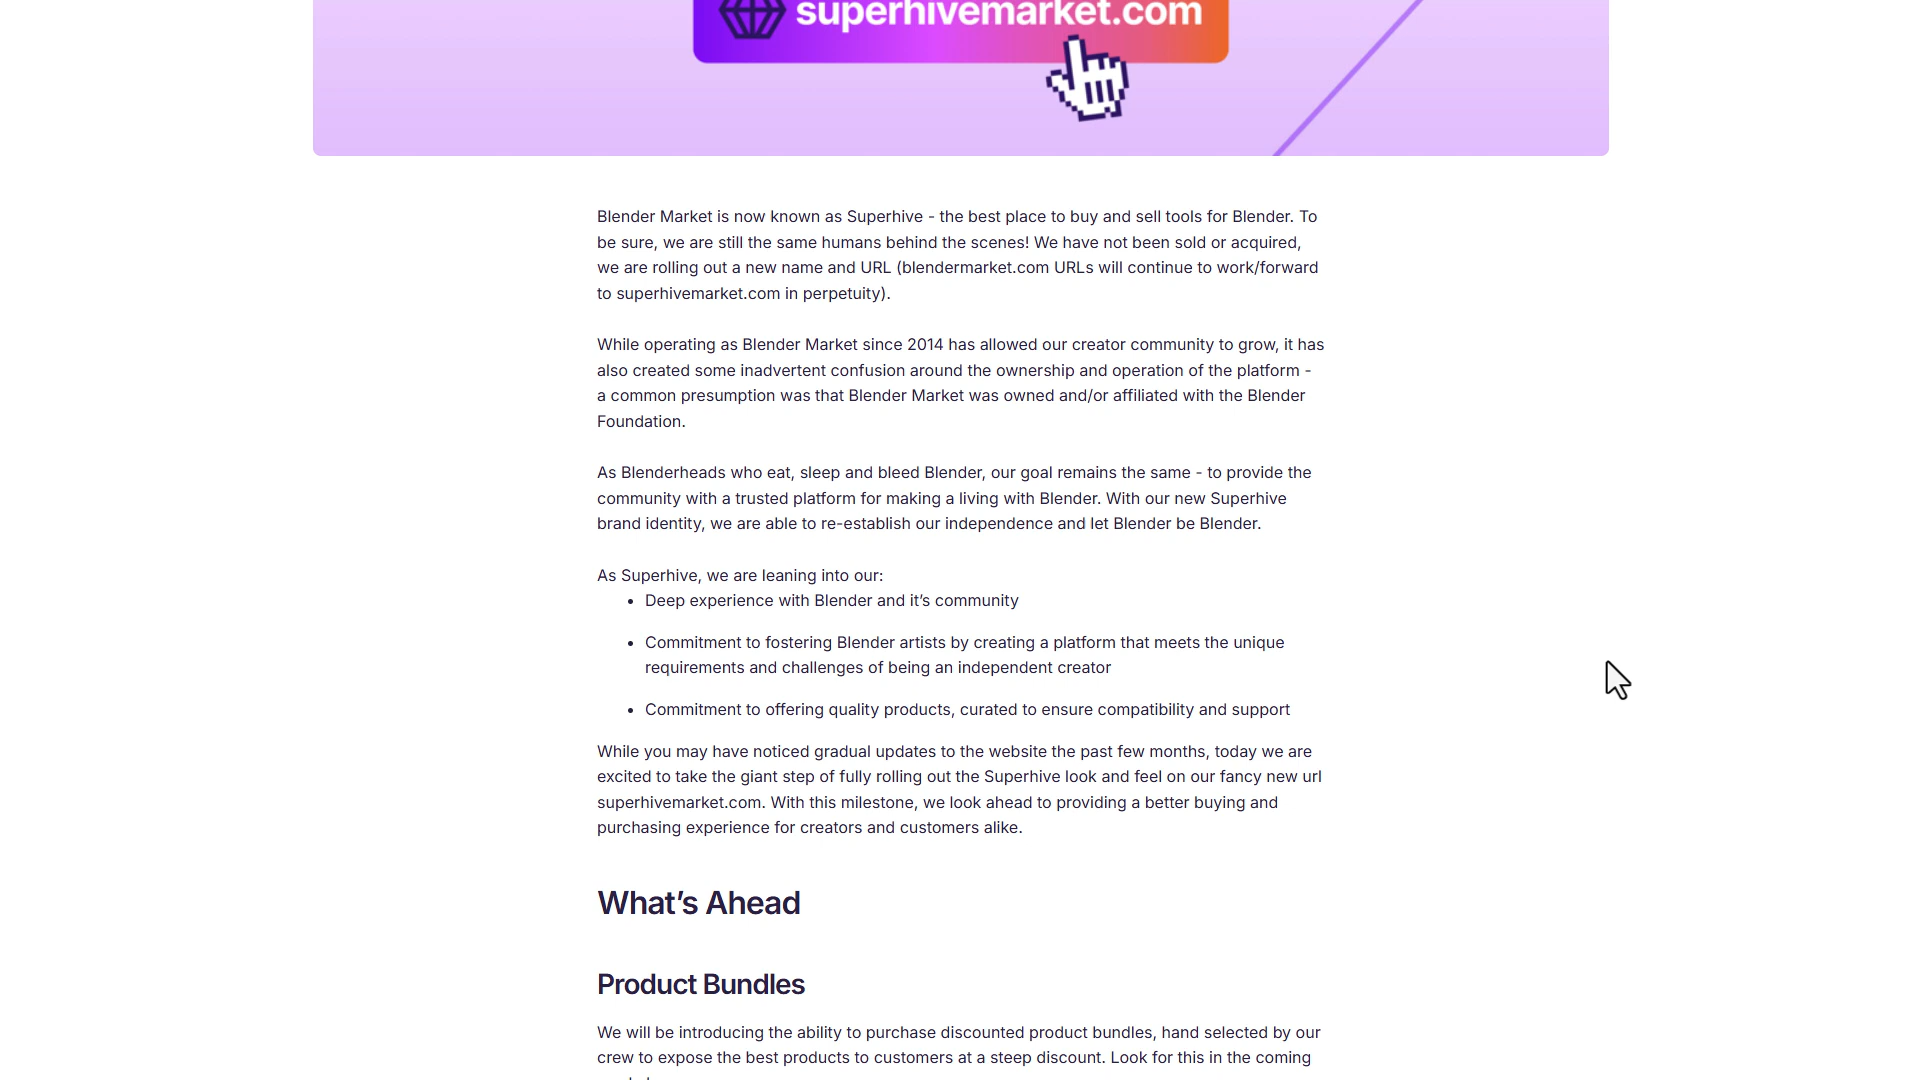 superhivemarket.com
Blender Market is now known as Superhive - the best place to buy and sell tools for Blender. To
be sure, we are still the same humans behind the scenes! We have not been sold or acquired,
we are rolling out a new name and URL (blendermarket.com URLs will continue to work/forward
to superhivemarket.com in perpetuity).
While operating as Blender Market since 2014 has allowed our creator community to grow, it has
also created some inadvertent confusion around the ownership and operation of the platform -
a common presumption was that Blender Market was owned and/or affiliated with the Blender
Foundation.
As Blenderheads who eat, sleep and bleed Blender, our goal remains the same - to provide the
community with a trusted platform for making a living with Blender. With our new Superhive
brand identity, we are able to re-establish our independence and let Blender be Blender.
As Superhive, we are leaning into our:
• Deep experience with Blender and it’s community
• Commitment to fostering Blender artists by creating a platform that meets the unique
requirements and challenges of being an independent creator
• Commitment to offering quality products, curated to ensure compatibility and support
While you may have noticed gradual updates to the website the past few months, today we are
excited to take the giant step of fully rolling out the Superhive look and feel on our fancy new url
superhivemarket.com. With this milestone, we look ahead to providing a better buying and
purchasing experience for creators and customers alike.
What’s Ahead
Product Bundles
We will be introducing the ability to purchase discounted product bundles, hand selected by our
crew to expose the best products to customers at a steep discount. Look for this in the coming